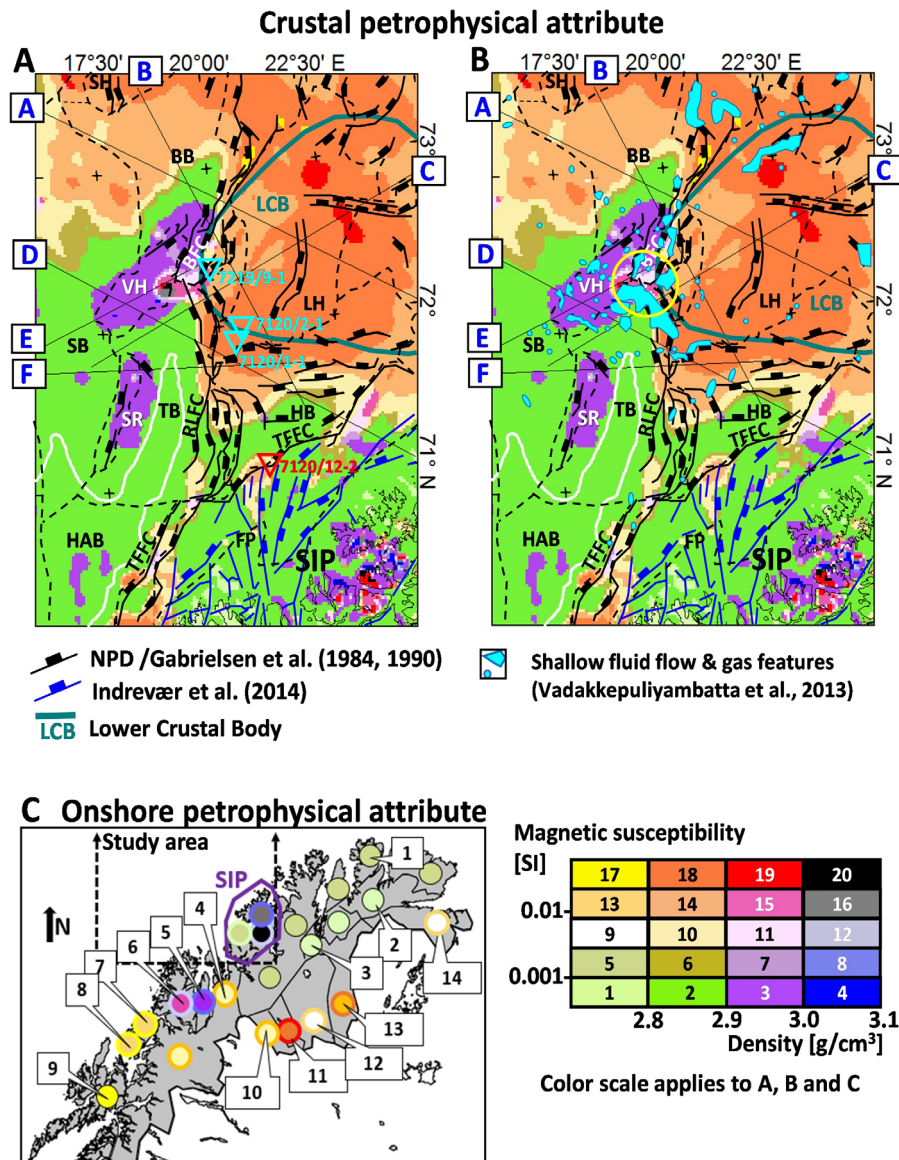 Crustal petrophysical attribute
A
17°30' 20°00' 22°30' E
B
A
SH
BB
73°
C
LCB
BFC
D
7219/9-1
VH
LH
72°
7120/2-1
E
SB
7120/1-1
F
SR
TB
RLFC
HB
TFFC
71° N
7120/12-2
HAB
TFFC
FP
SIP
B
17°30' 20°00' 22°30' E
B
A
BB
73°
C
BFC
D
VH
LH
LCB
72°
E
SB
F
SR
TB
RLFC
HB
TFFC
71° N
HAB
TFFC
FP
SIP
NPD /Gabrielsen et al. (1984, 1990)
Indrevær et al. (2014)
LCB Lower Crustal Body
Shallow fluid flow & gas features
(Vadakkepuliyambatta et al., 2013)
C Onshore petrophysical attribute
Study area
SIP
N
1
2
3
4
5
6
7
8
9
10
11
12
13
14
Magnetic susceptibility
[SI]
17 18 19 20
0.01
13 14 15 16
9 10 11 12
0.001
5 6 7 8
1 2 3 4
2.8 2.9 3.0 3.1
Density [g/cm³]
Color scale applies to A, B and C